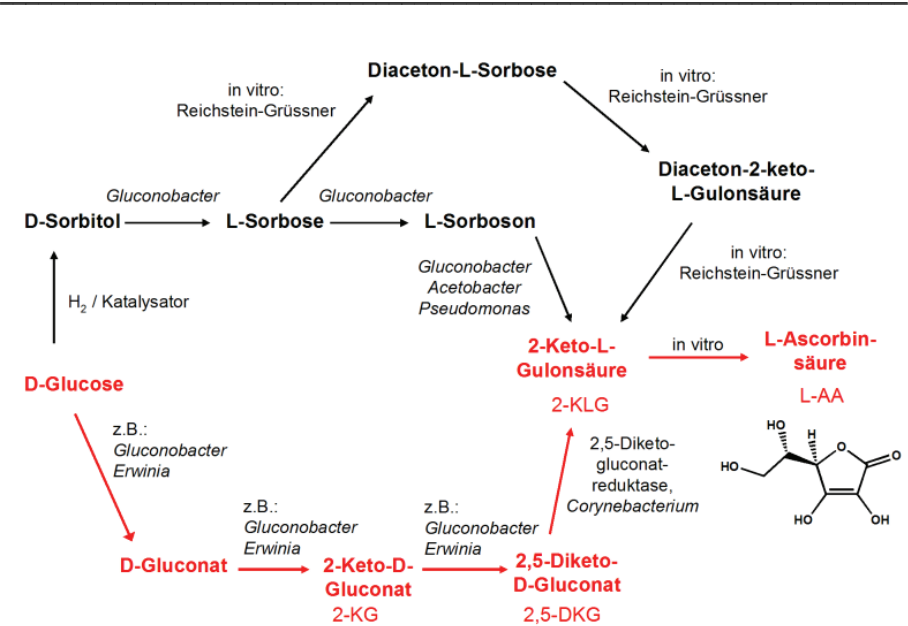 Diaceton-L-Sorbose
in vitro:
Reichstein-Grüssner
in vitro:
Reichstein-Grüssner
Diaceton-2-keto-
L-Gulonsäure
Gluconobacter
Gluconobacter
D-Sorbitol
L-Sorbose
L-Sorboson
in vitro:
Reichstein-Grüssner
Gluconobacter
Acetobacter
Pseudomonas
H₂ / Katalysator
2-Keto-L-
Gulonsäure
2-KLG
in vitro
L-Ascorbin-
säure
L-AA
D-Glucose
z.B.:
Gluconobacter
Erwinia
2,5-Diketo-
gluconat-
reduktase,
Corynebacterium
HO
H
O
O
HO
HO
OH
z.B.:
Gluconobacter
Erwinia
z.B.:
Gluconobacter
Erwinia
D-Gluconat
2-Keto-D-
Gluconat
2-KG
2,5-Diketo-
D-Gluconat
2,5-DKG